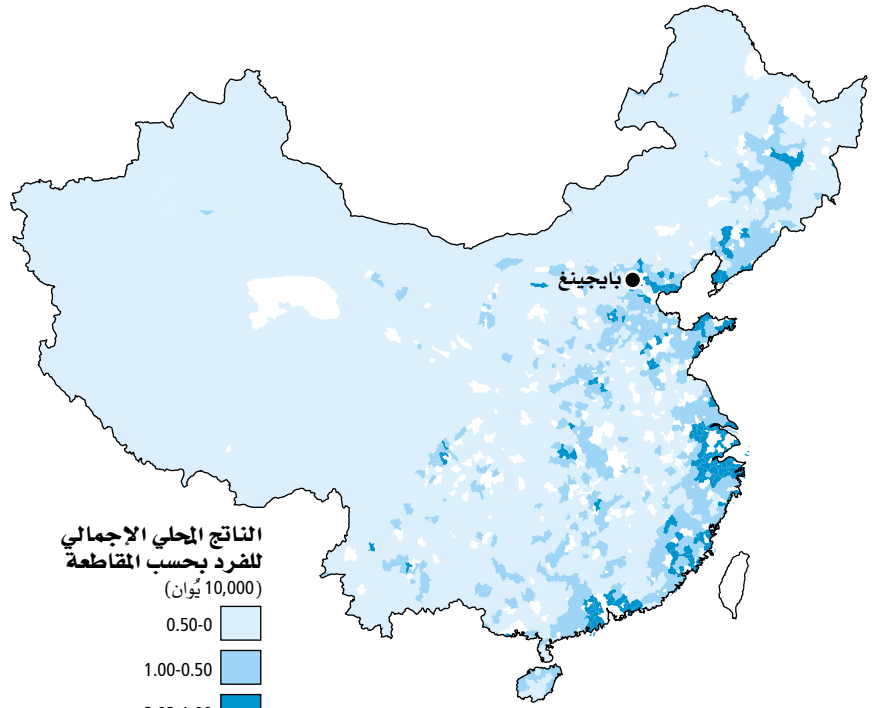 بايجينغ
الناتج المحلي الإجمالي
للفرد بحسب المقاطعة
(10,000 يُوان)
0.50-0
1.00-0.50